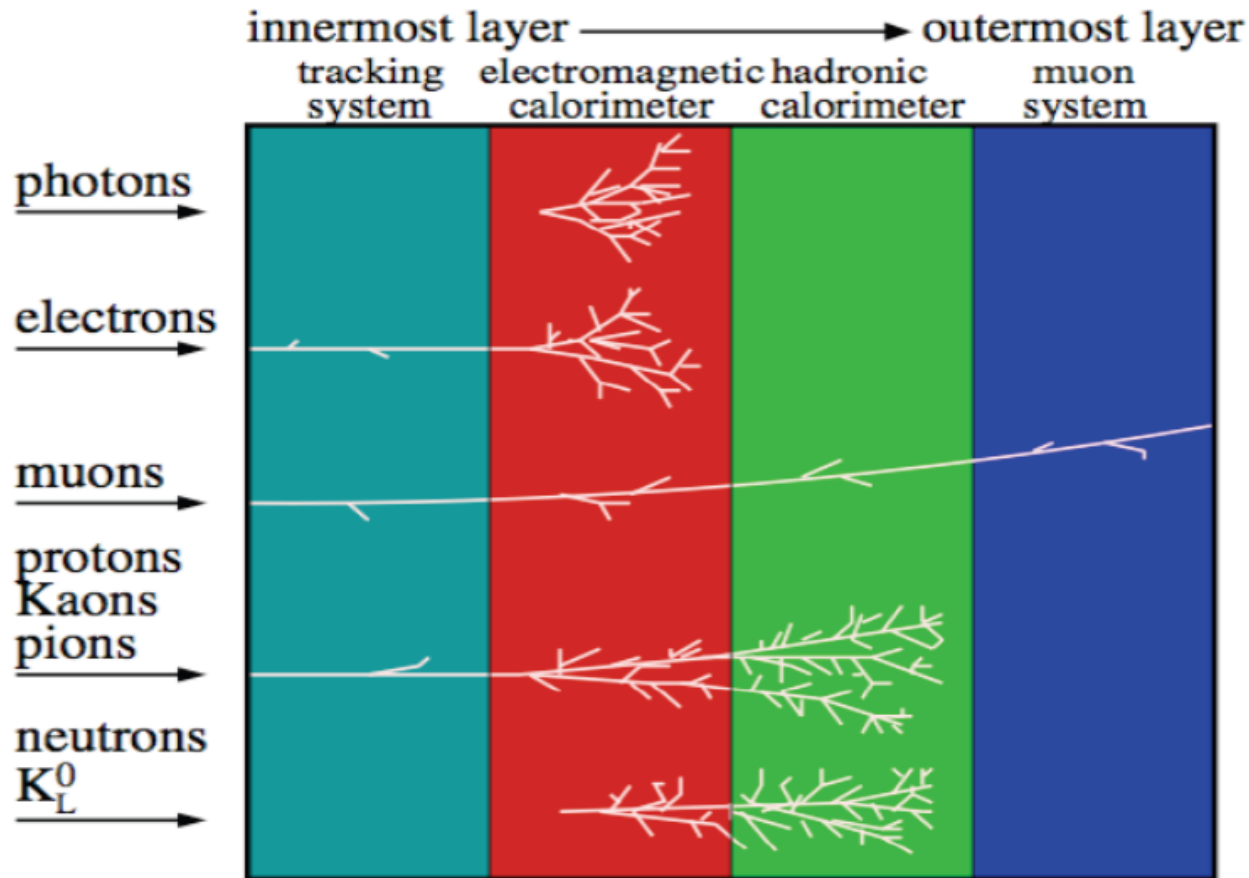 innermost layer outermost layer
tracking electromagnetic hadronic muon
system calorimeter calorimeter system
photons
electrons
muons
protons
Kaons
pions
neutrons
K⁰_L